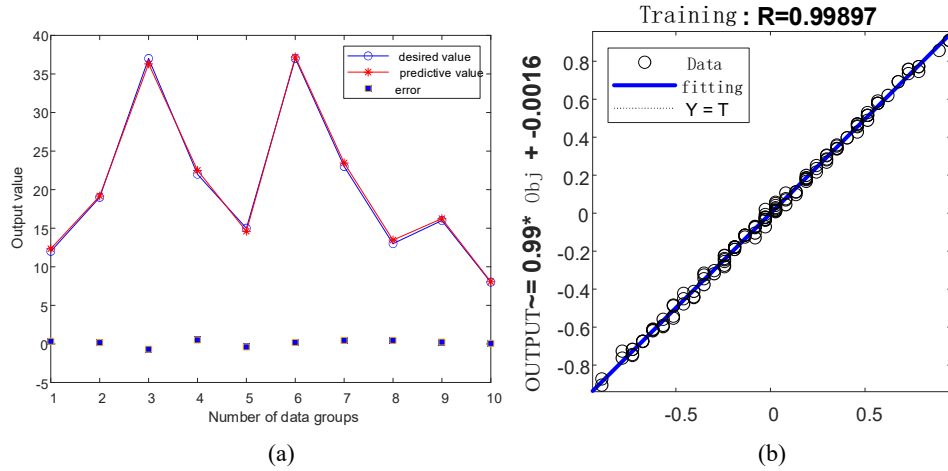 40
35
30
25
20
15
10
5
0
-5
Output value
desired value
predictive value
error
1 2 3 4 5 6 7 8 9 10
Number of data groups
(a)
Training : R=0.99897
OUTPUT~= 0.99* Obj + -0.0016
Data
fitting
Y = T
0.8
0.6
0.4
0.2
0
-0.2
-0.4
-0.6
-0.8
-0.5 0 0.5
(b)